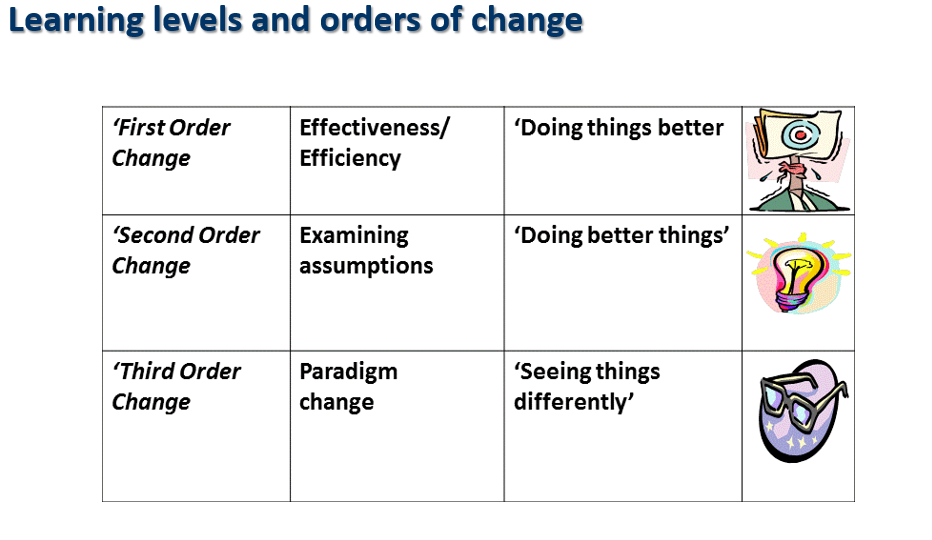 Learning levels and orders of change
‘First Order
Change
Effectiveness/
Efficiency
‘Doing things better
‘Second Order
Change
Examining
assumptions
‘Doing better things’
‘Third Order
Change
Paradigm
change
‘Seeing things
differently’